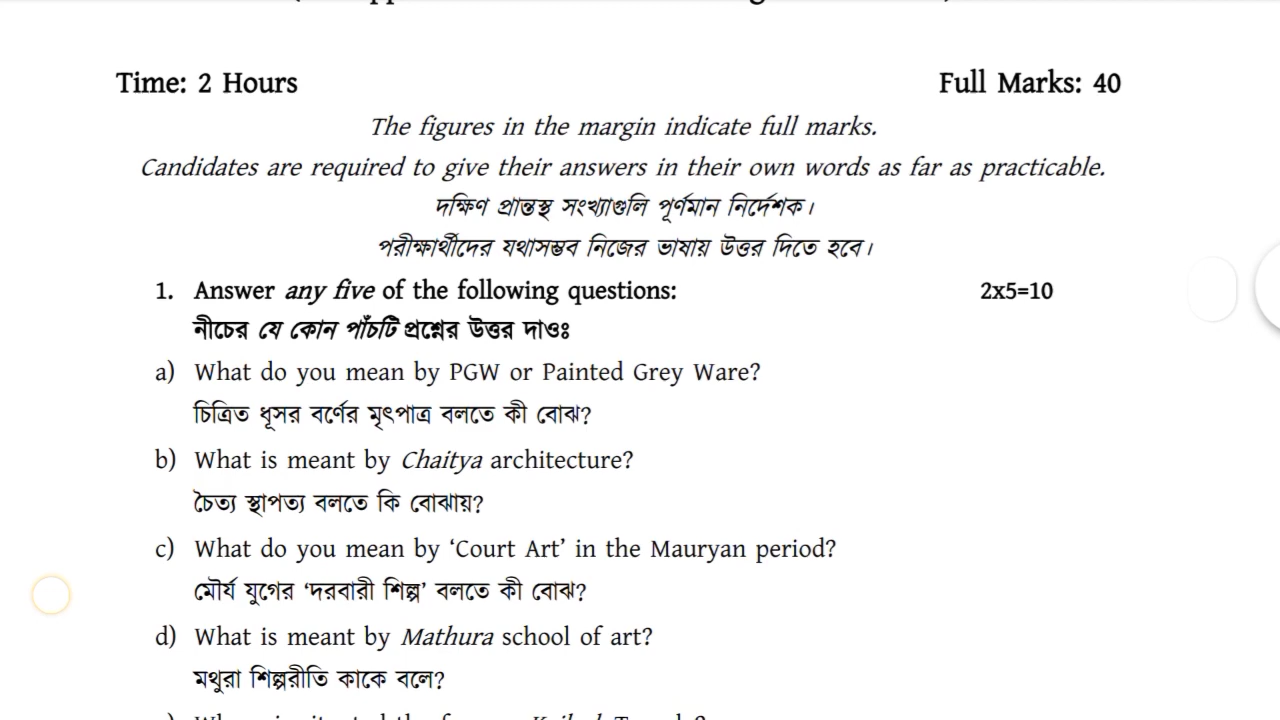 Time: 2 Hours Full Marks: 40
The figures in the margin indicate full marks.
Candidates are required to give their answers in their own words as far as practicable.
দক্ষিণ প্রান্তস্থ সংখ্যাগুলি পূর্ণমান নির্দেশক।
পরীক্ষার্থীদের যথাসম্ভব নিজের ভাষায় উত্তর দিতে হবে।
1. Answer any five of the following questions: 2x5=10
নীচের যে কোন পাঁচটি প্রশ্নের উত্তর দাওঃ
a) What do you mean by PGW or Painted Grey Ware?
চিত্রিত ধূসর বর্ণের মৃৎপাত্র বলতে কী বোঝ?
b) What is meant by Chaitya architecture?
চৈত্য স্থাপত্য বলতে কি বোঝায়?
c) What do you mean by ‘Court Art’ in the Mauryan period?
মৌর্য যুগের ‘দরবারী শিল্প’ বলতে কী বোঝ?
d) What is meant by Mathura school of art?
মথুরা শিল্পরীতি কাকে বলে?